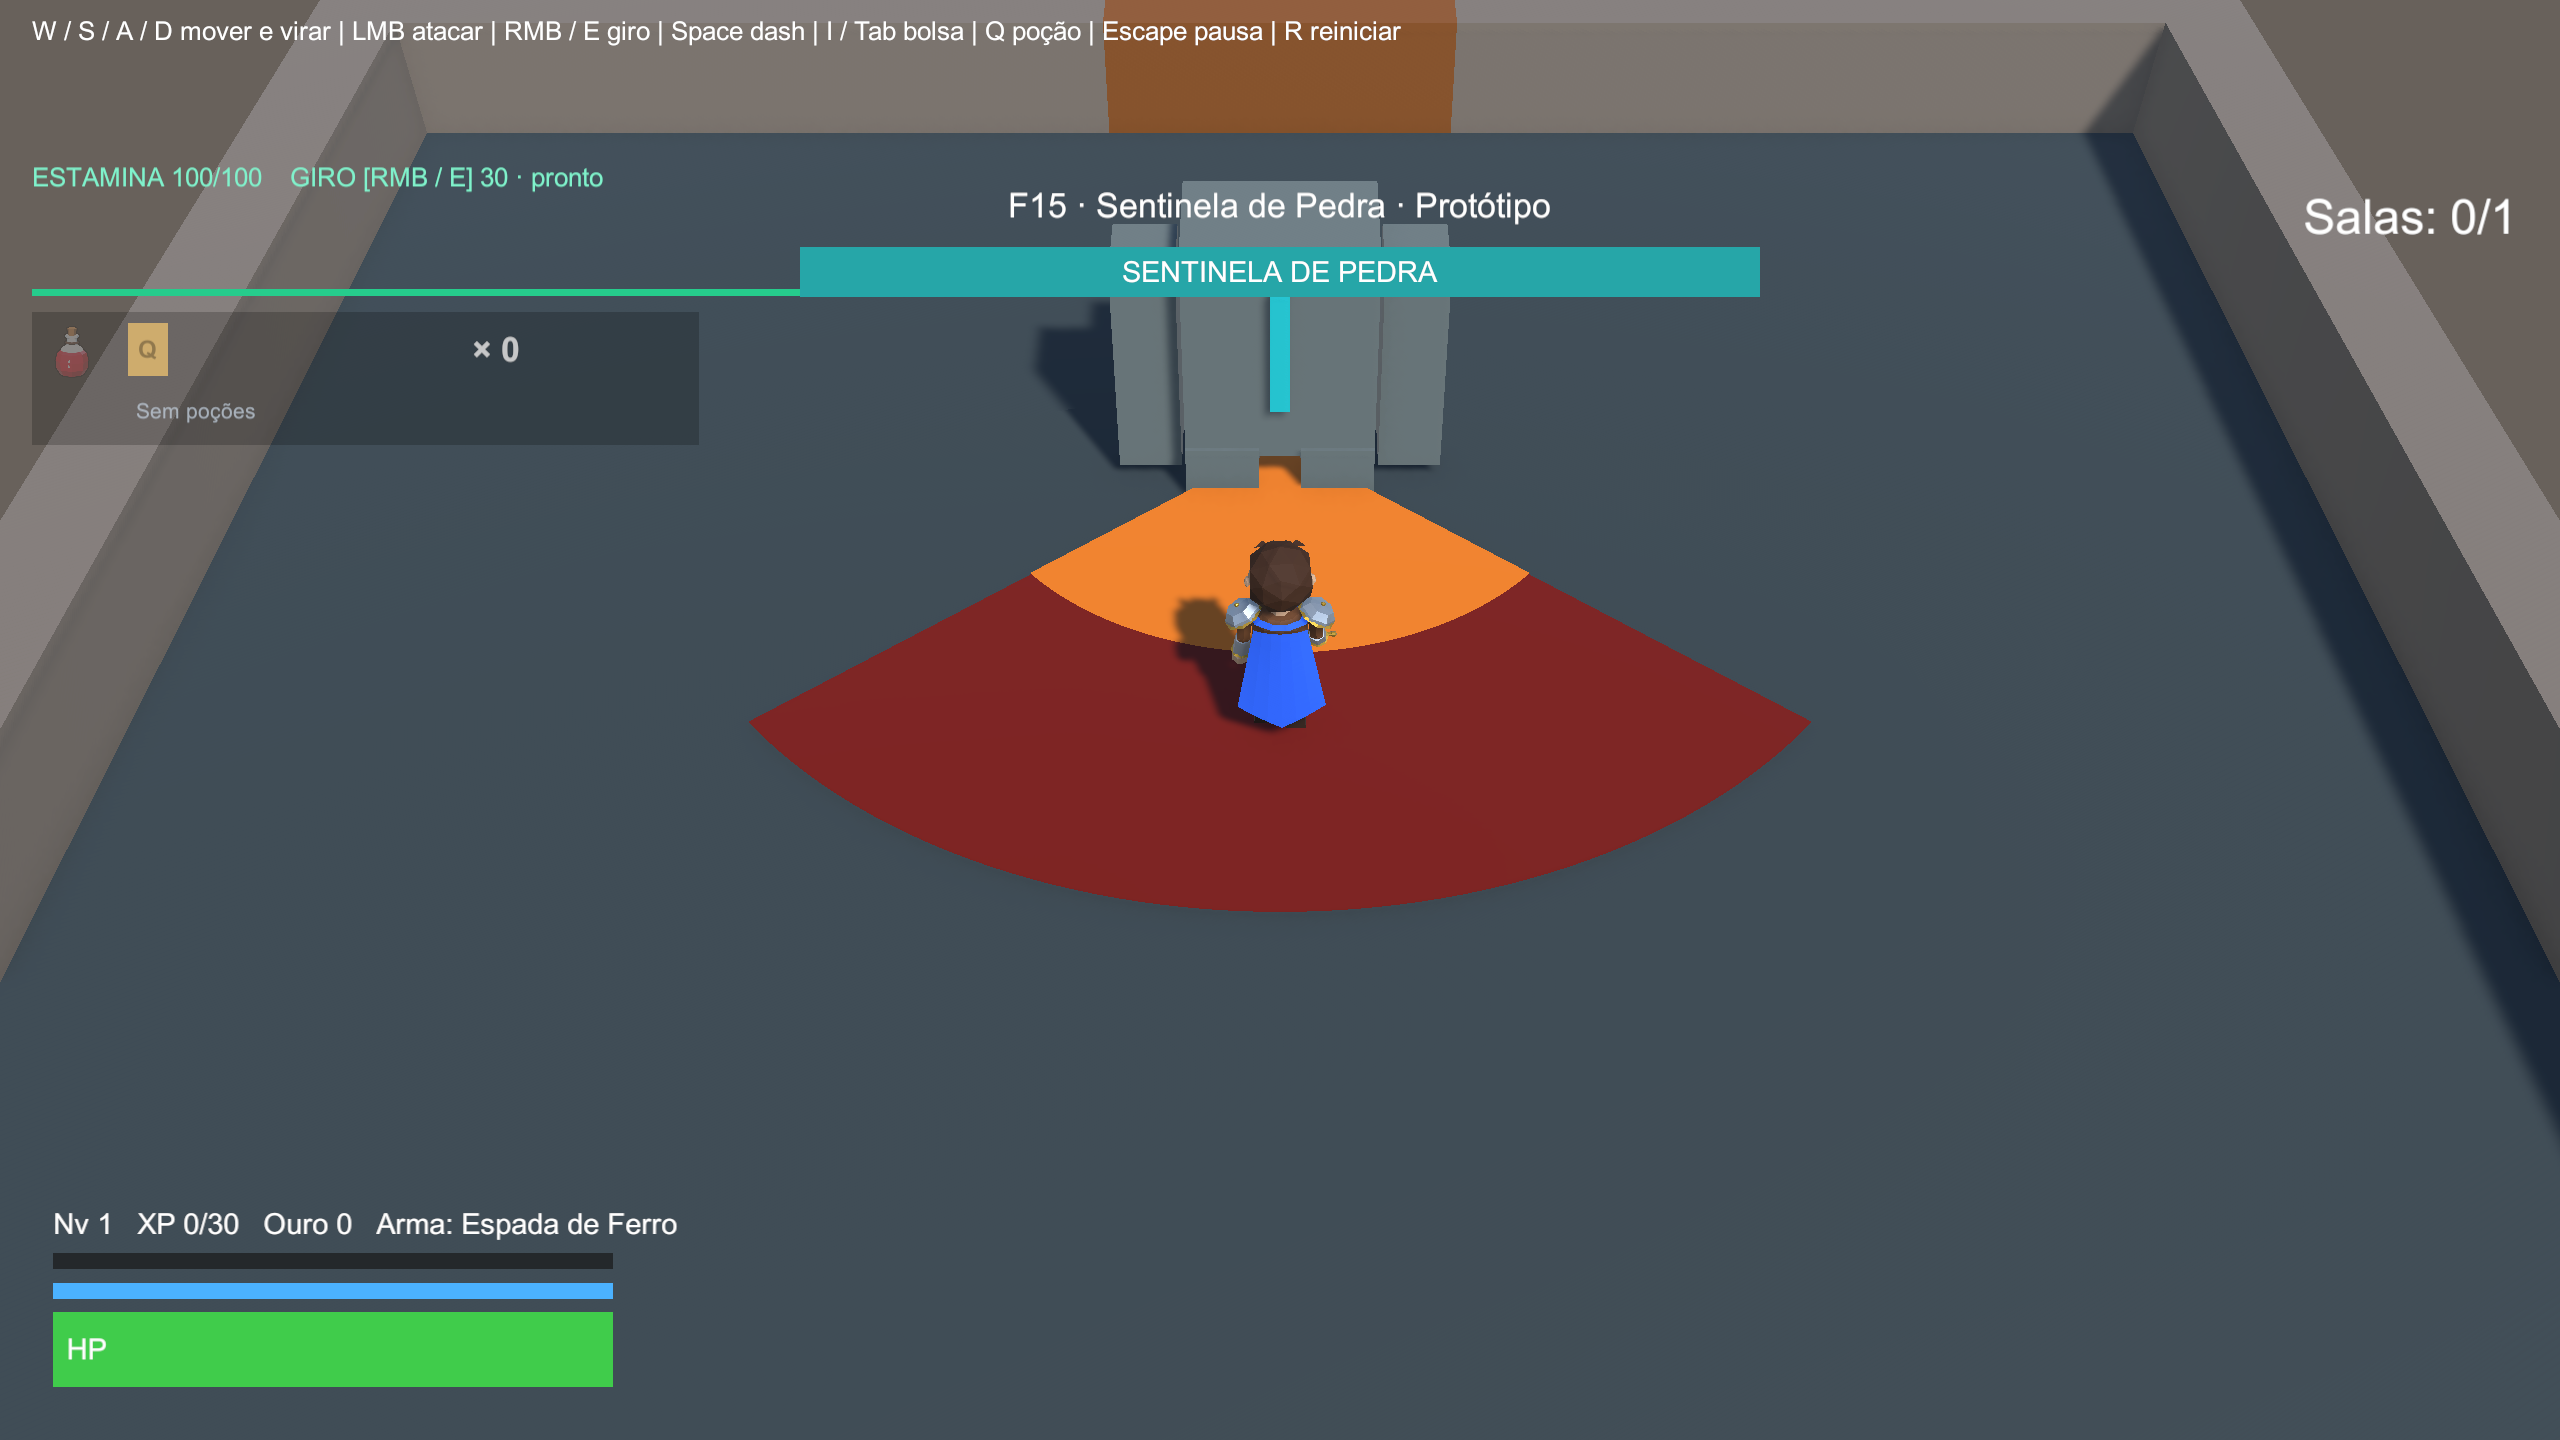 W / S / A / D mover e virar | LMB atacar | RMB / E giro | Space dash | I / Tab bolsa | Q poção | Escape pausa | R reiniciar
ESTAMINA 100/100 GIRO [RMB / E] 30 · pronto
F15 · Sentinela de Pedra · Protótipo
Salas: 0/1
SENTINELA DE PEDRA
Q × 0
Sem poções
Nv 1 XP 0/30 Ouro 0 Arma: Espada de Ferro
HP